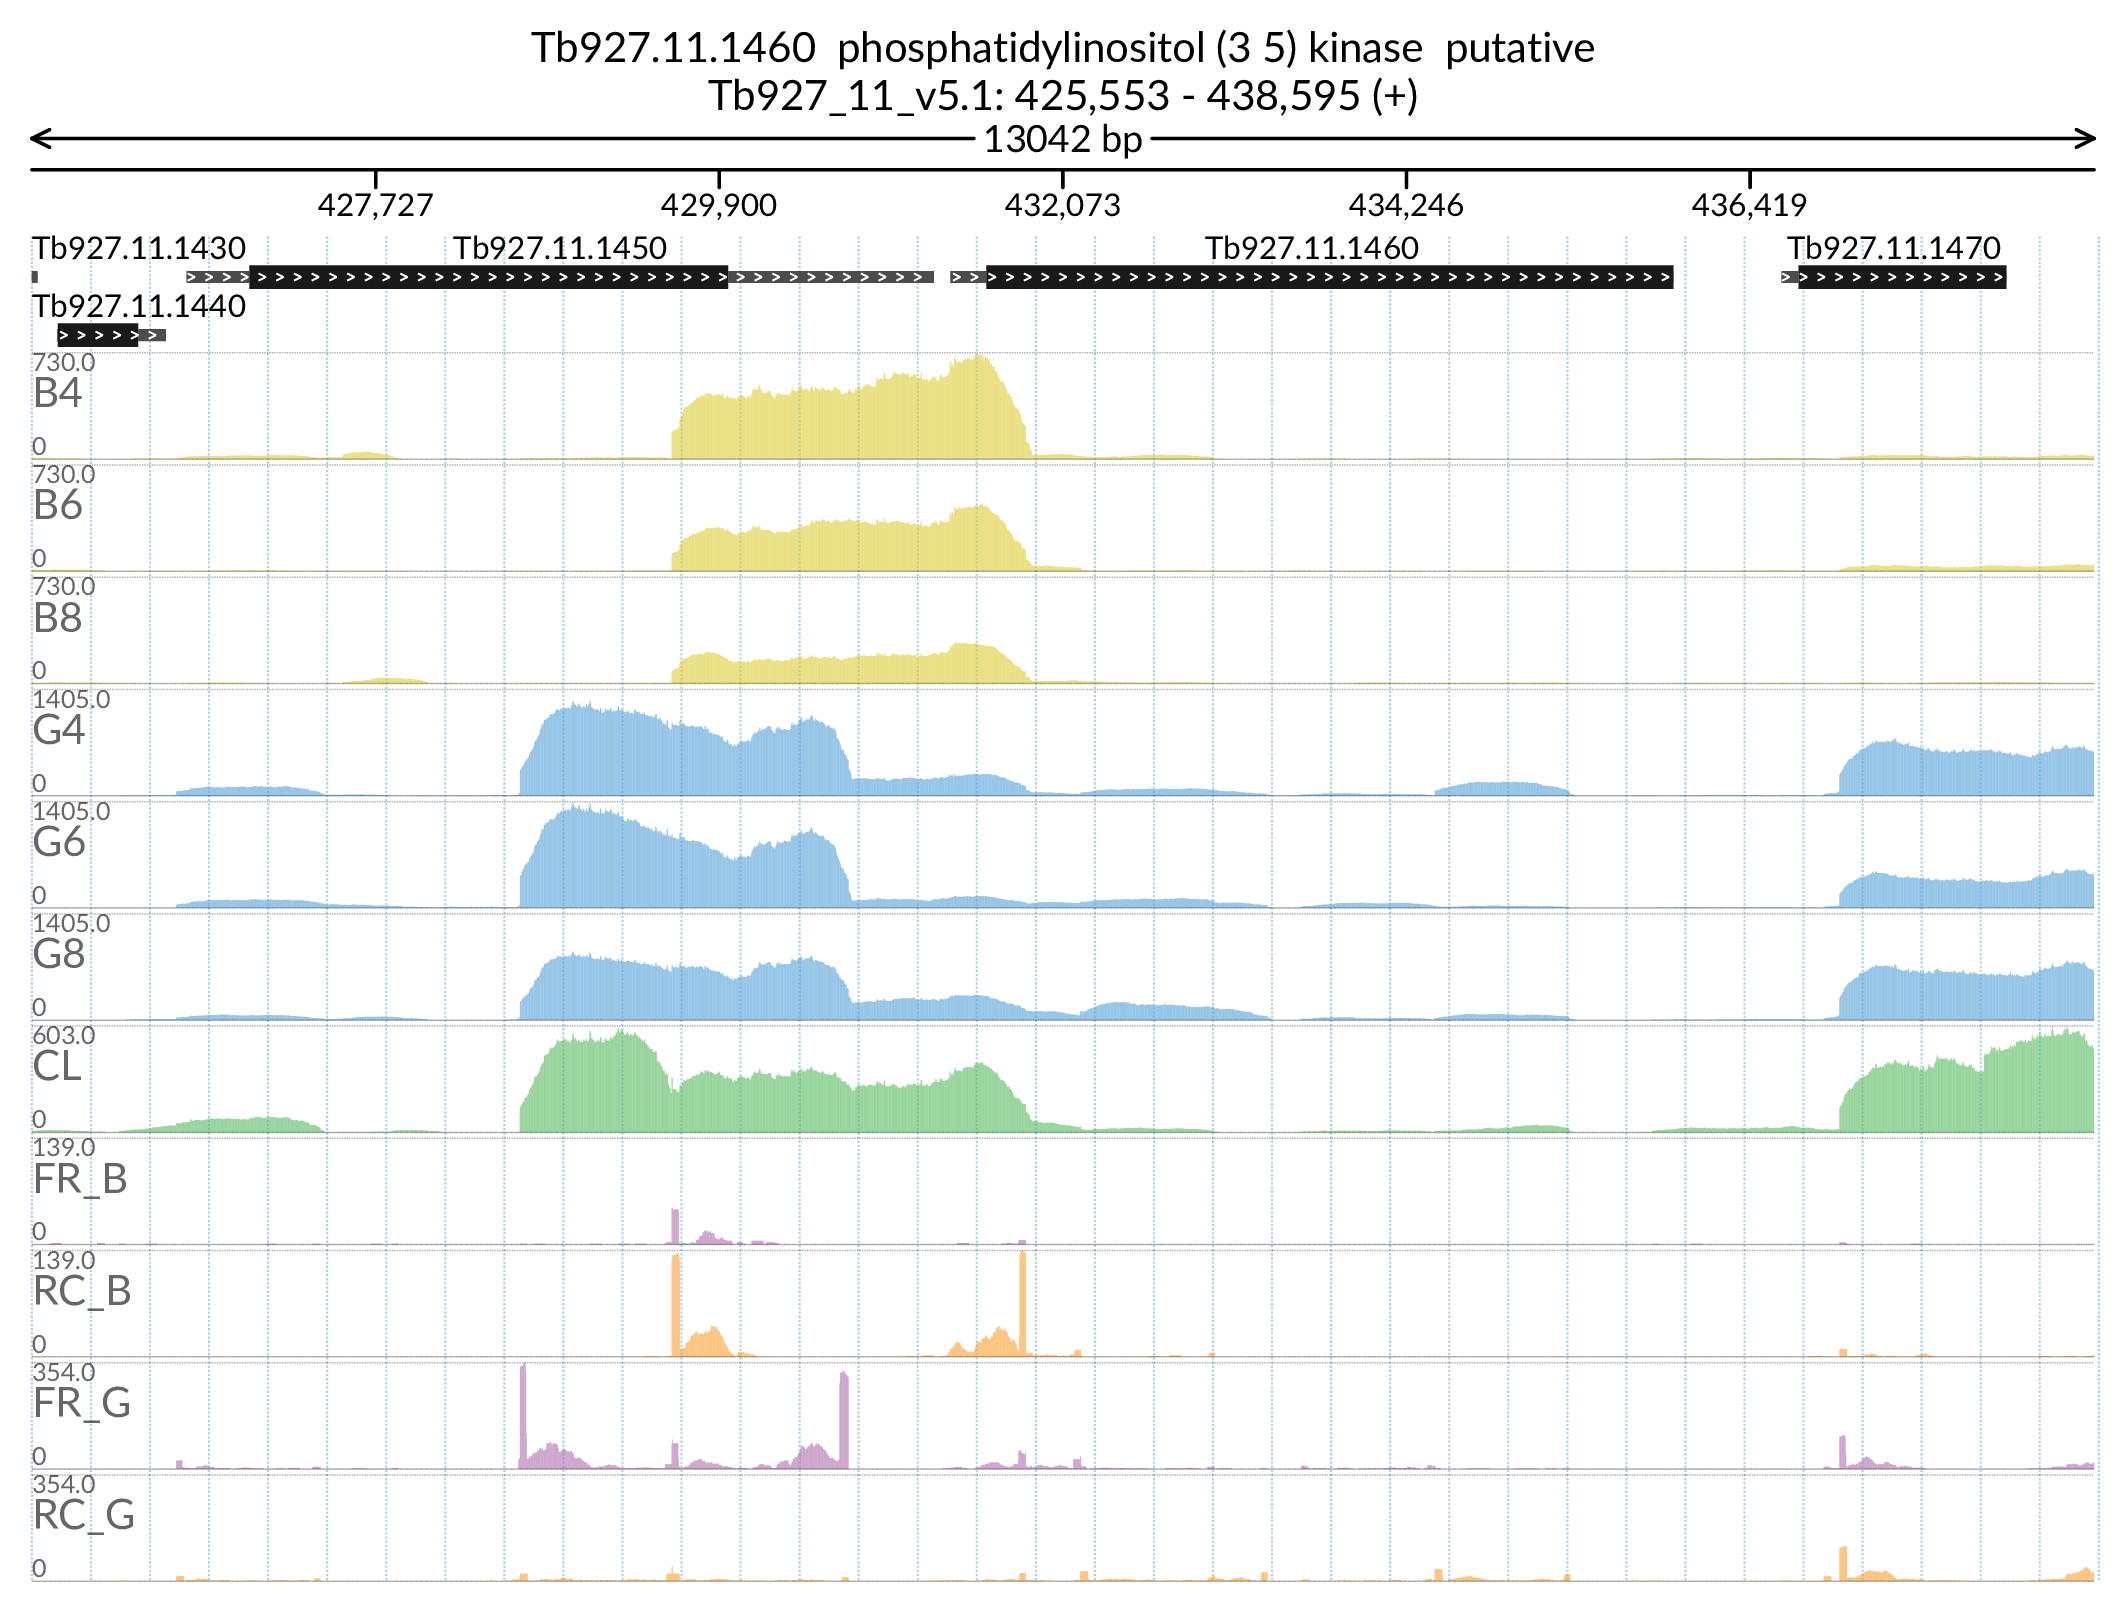 Tb927.11.1460 phosphatidylinositol (3 5) kinase putative
Tb927_11_v5.1: 425,553 - 438,595 (+)
13042 bp
427,727 429,900 432,073 434,246 436,419
Tb927.11.1430 Tb927.11.1450 Tb927.11.1460 Tb927.11.1470
Tb927.11.1440
730.0
B4
0
730.0
B6
0
730.0
B8
0
1405.0
G4
0
1405.0
G6
0
1405.0
G8
0
603.0
CL
0
139.0
FR_B
0
139.0
RC_B
0
354.0
FR_G
0
354.0
RC_G
0